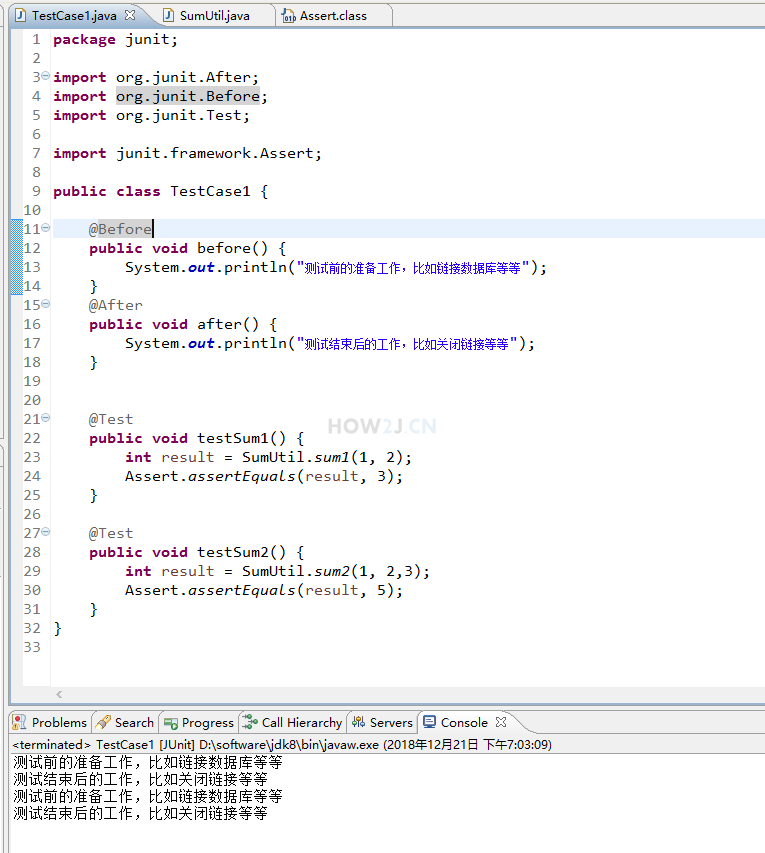 TestCase1.java SumUtil.java Assert.class
1 package junit;
2
3 import org.junit.After;
4 import org.junit.Before;
5 import org.junit.Test;
6
7 import junit.framework.Assert;
8
9 public class TestCase1 {
10
11 @Before
12 public void before() {
13 System.out.println("测试前的准备工作，比如链接数据库等等");
14 }
15 @After
16 public void after() {
17 System.out.println("测试结束后的工作，比如关闭链接等等");
18 }
19
20
21 @Test
HOW2J.CN
22 public void testSum1() {
23 int result = SumUtil.sum1(1, 2);
24 Assert.assertEquals(result, 3);
25 }
26
27 @Test
28 public void testSum2() {
29 int result = SumUtil.sum2(1, 2,3);
30 Assert.assertEquals(result, 5);
31 }
32 }
33
Problems Search Progress Call Hierarchy Servers Console
<terminated> TestCase1 [JUnit] D:\software\jdk8\bin\javaw.exe (2018年12月21日 下午7:03:09)
测试前的准备工作，比如链接数据库等等
测试结束后的工作，比如关闭链接等等
测试前的准备工作，比如链接数据库等等
测试结束后的工作，比如关闭链接等等